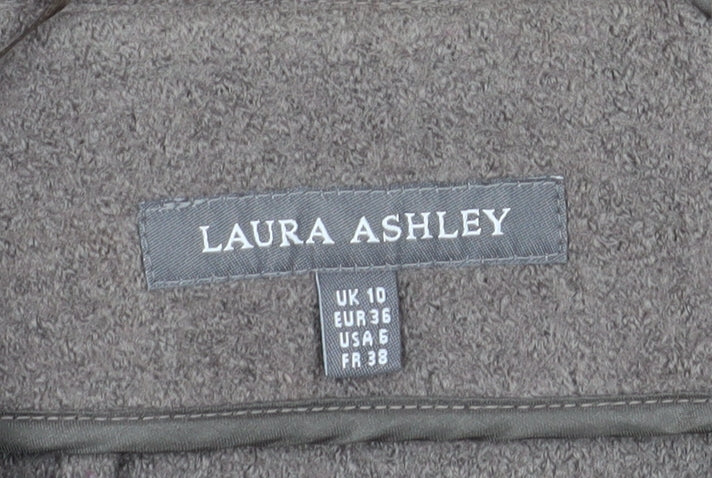 LAURA ASHLEY
UK 10
EUR 36
USA 6
FR 38